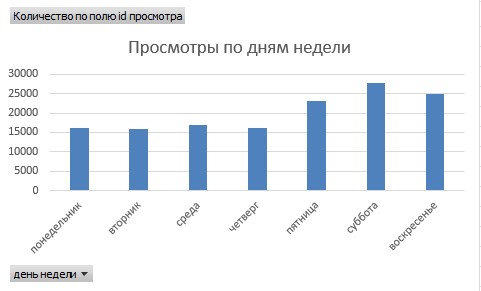 Количество по полю id просмотра
Просмотры по дням недели
30000
25000
20000
15000
10000
5000
0
понедельник
вторник
среда
четверг
пятница
суббота
воскресенье
день недели